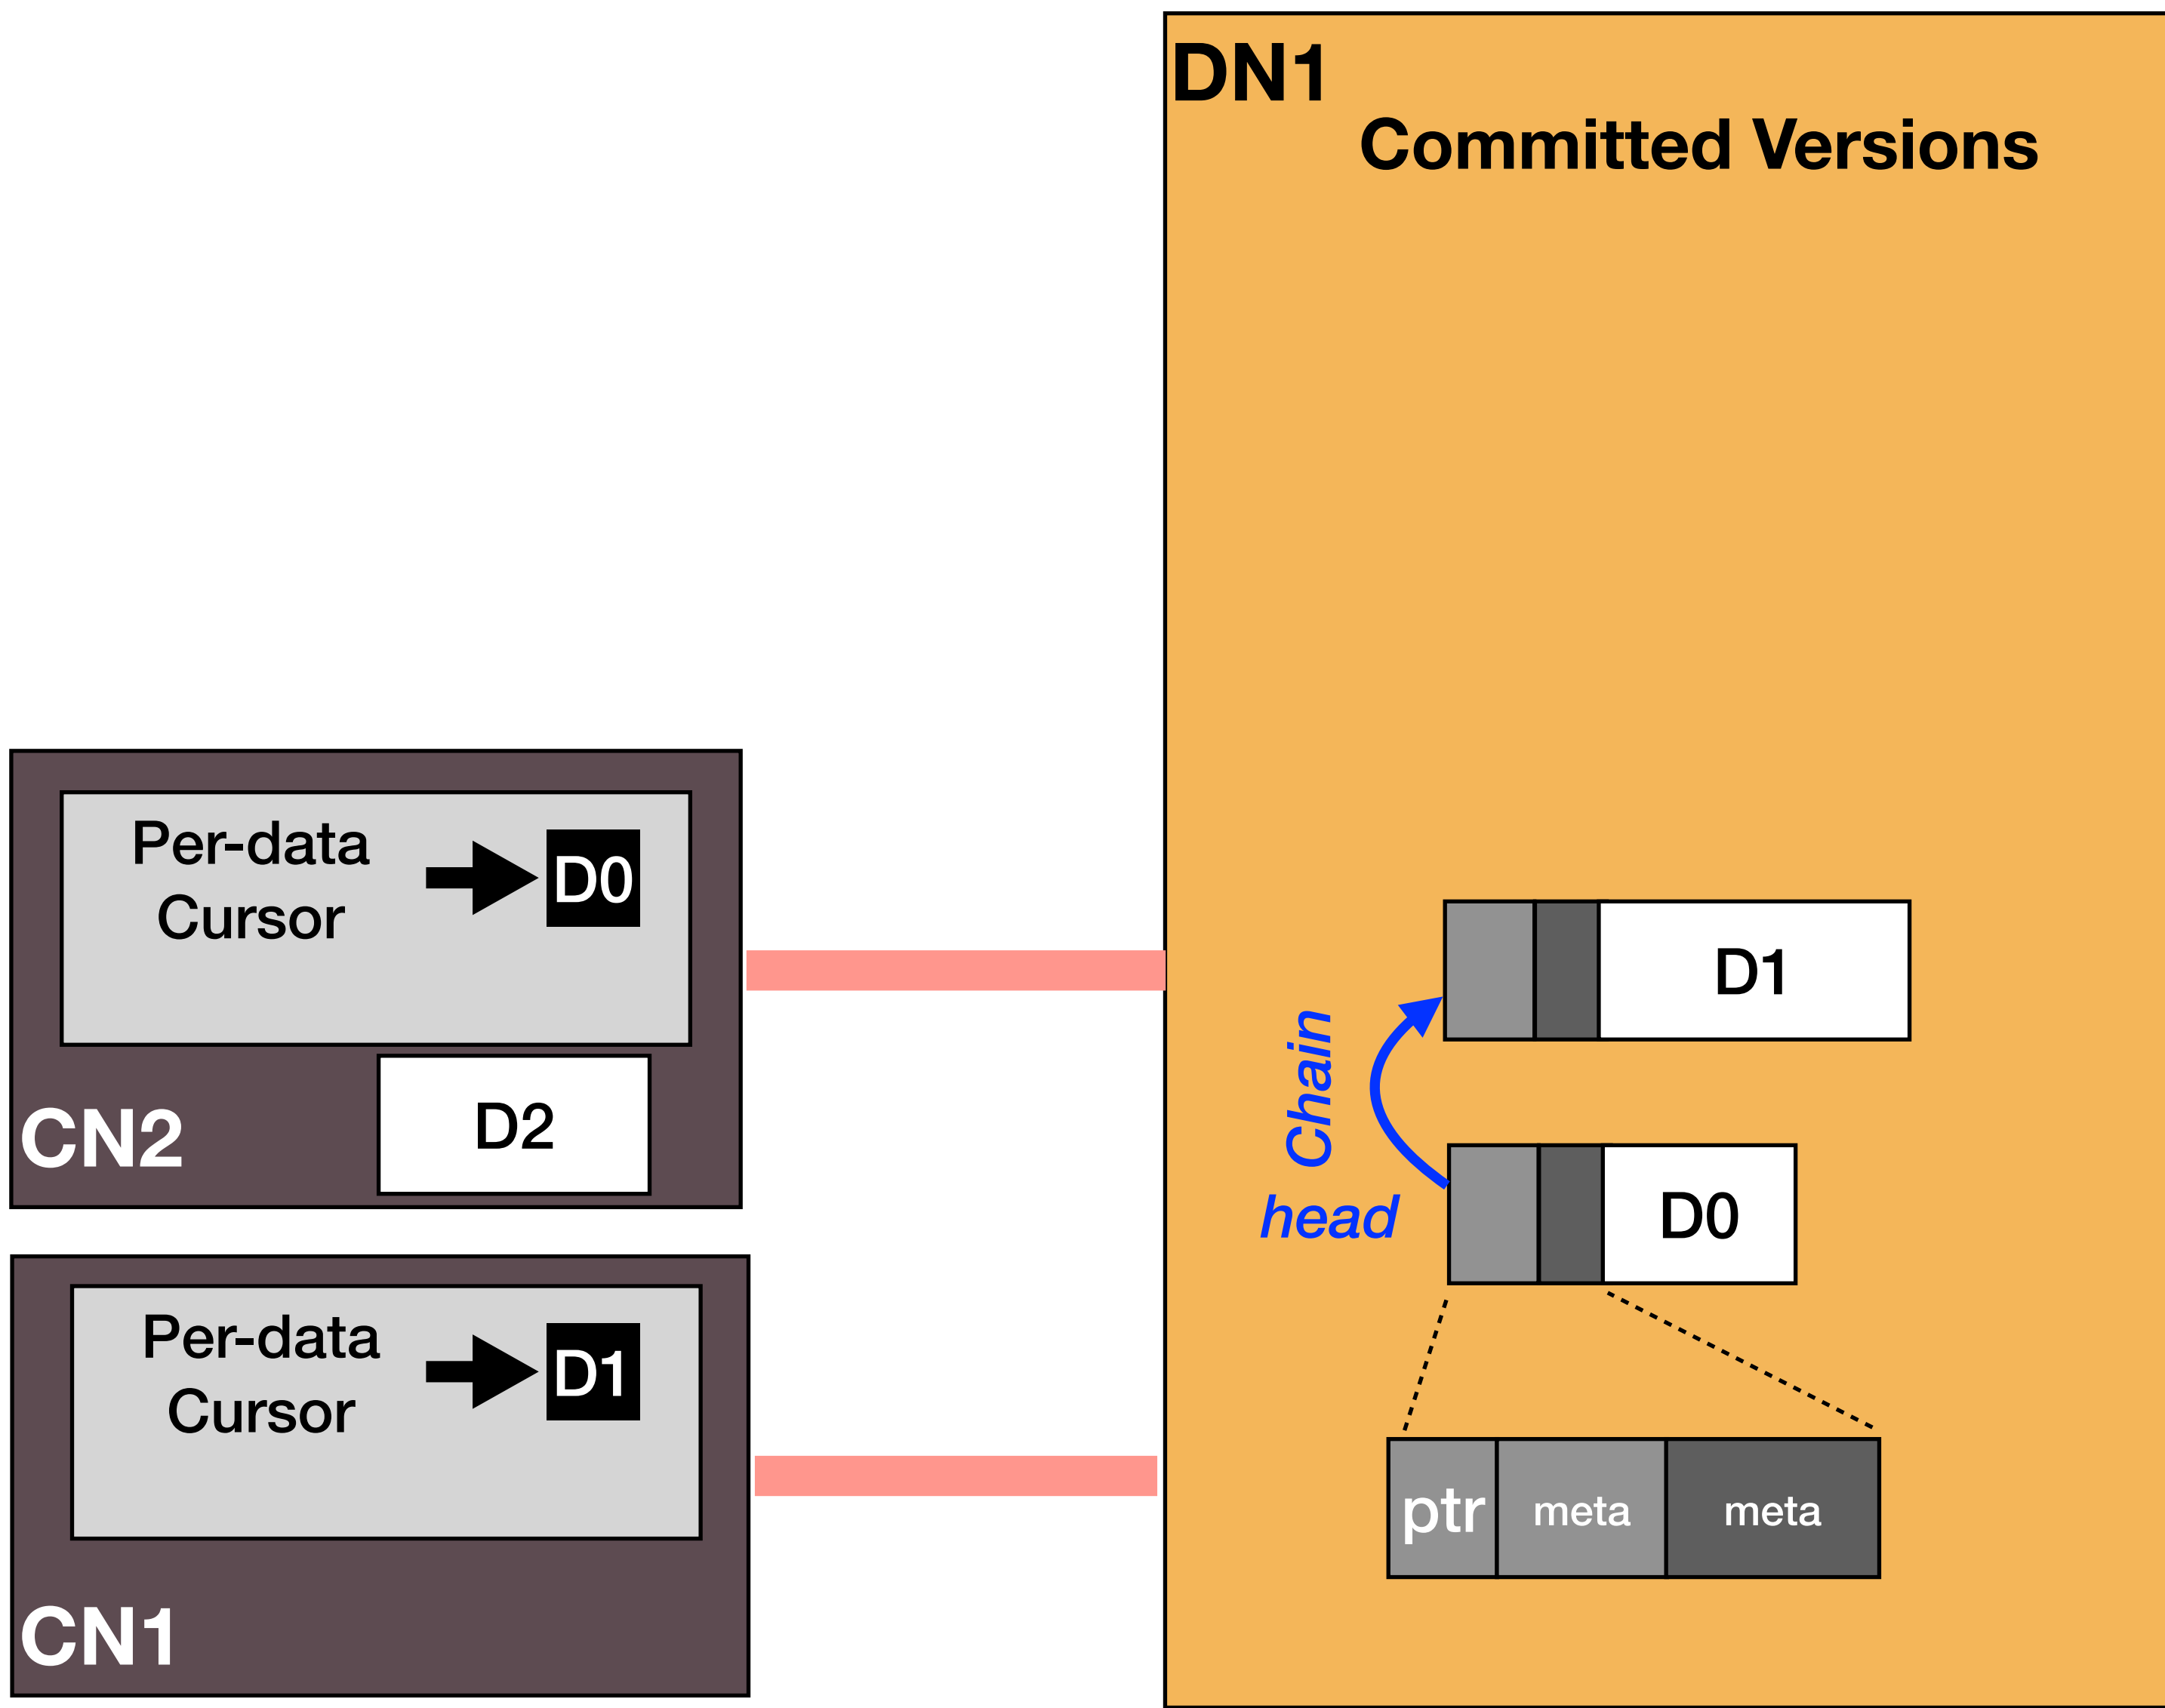 DN1
Committed Versions
Per-data
Cursor
D0
D2
CN2
D1
Chain
head
D0
Per-data
Cursor
D1
CN1
ptr
meta
meta